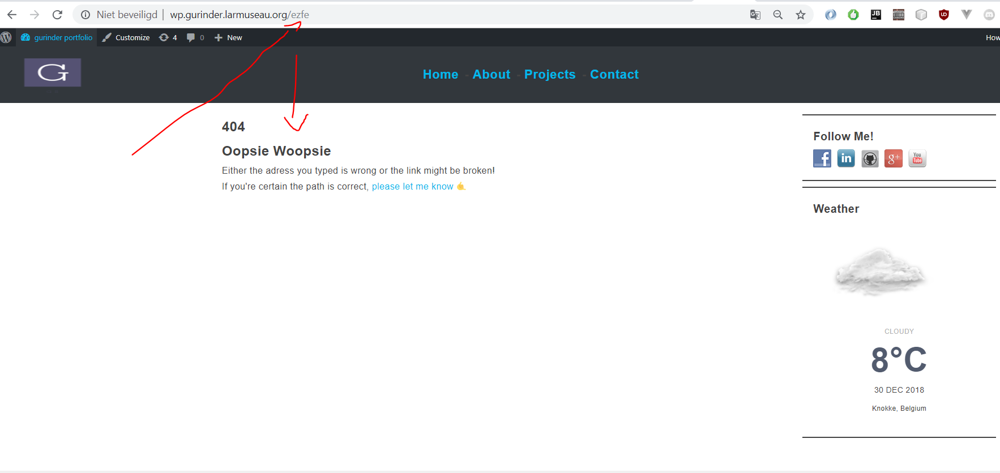 Niet beveiligd | wp.gurinder.larmuseau.org/ezfe
gurinder portfolio Customize 4 0 New How
G
Home - About - Projects - Contact
404
Oopsie Woopsie
Either the adress you typed is wrong or the link might be broken!
If you're certain the path is correct, please let me know
Follow Me!
f in g+ You Tube
Weather
CLOUDY
8°C
30 DEC 2018
Knokke, Belgium